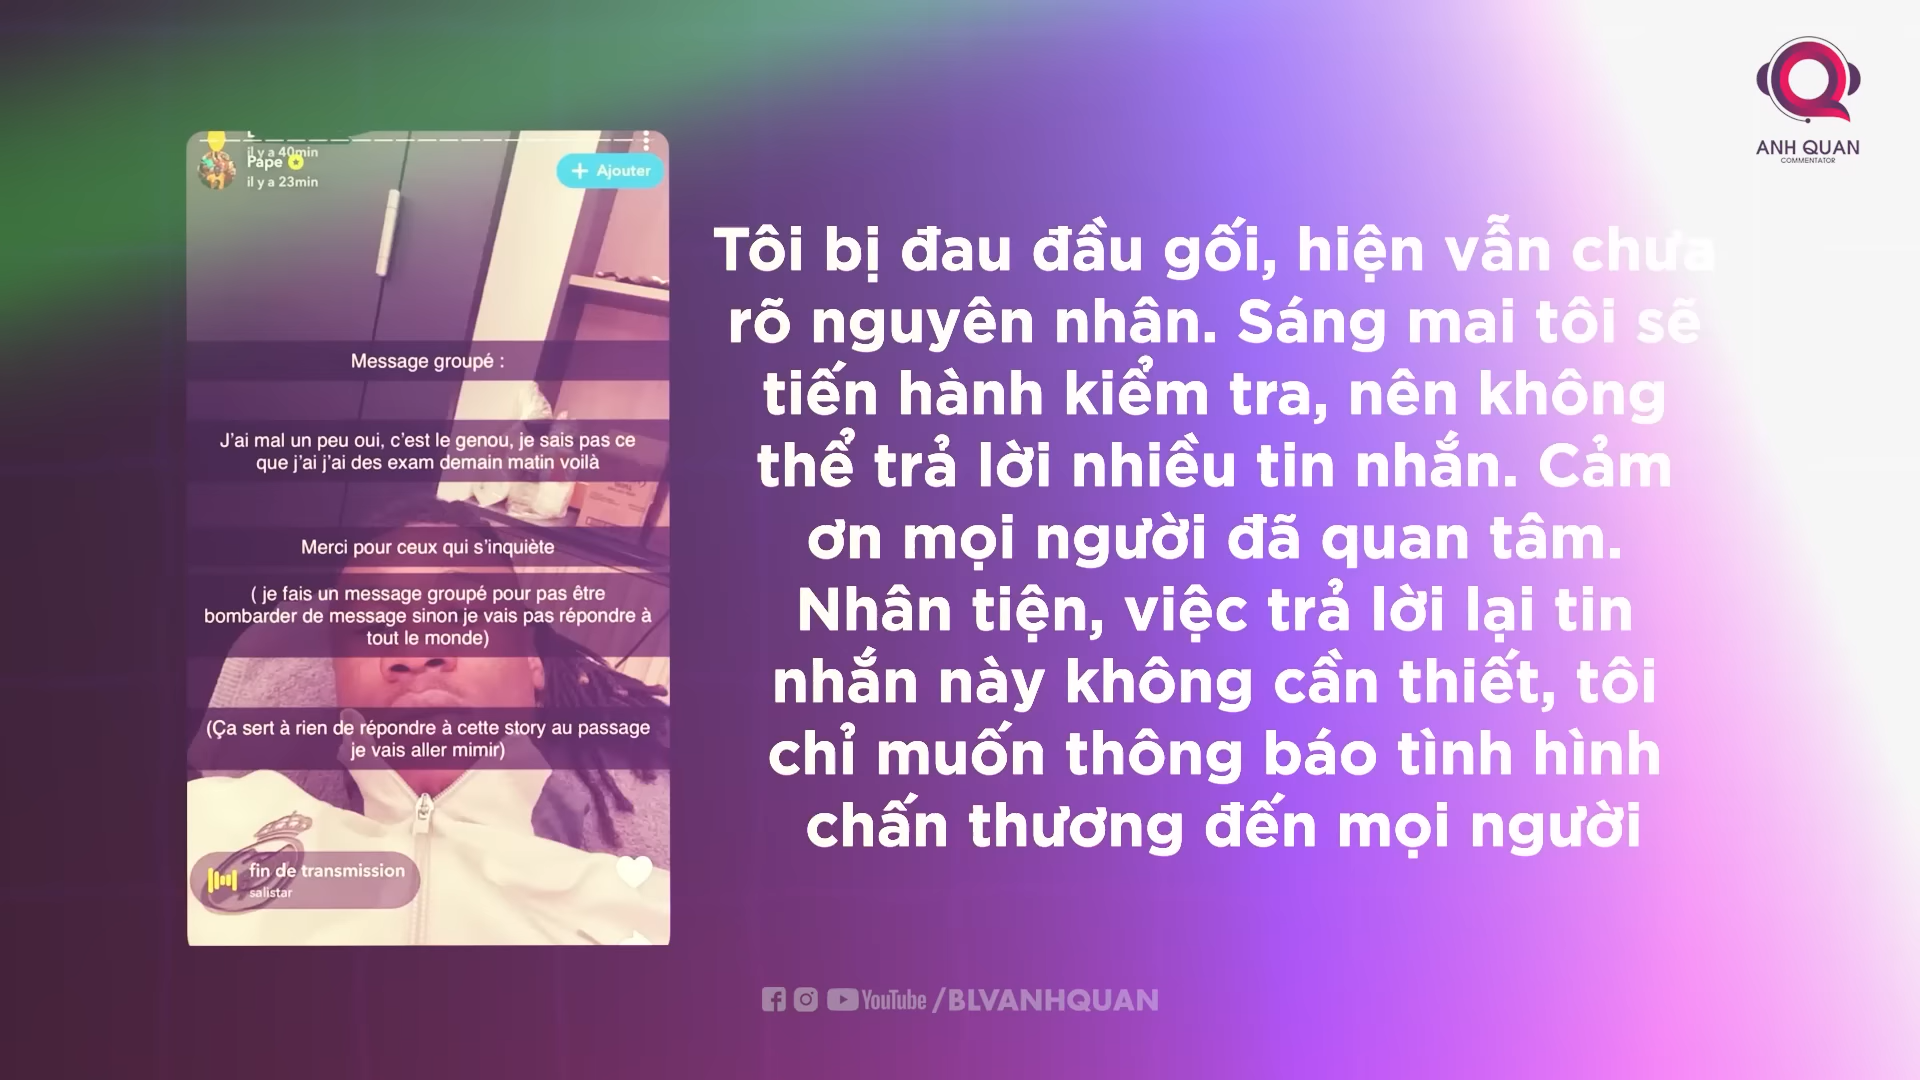 il y a 40min
Pape
il y a 23min
+ Ajouter
Message groupé :
J'ai mal un peu oui, c'est le genou, je sais pas ce
que j'ai j'ai des exam demain matin voilà
Merci pour ceux qui s'inquiète
( je fais un message groupé pour pas être
bombarder de message sinon je vais pas répondre à
tout le monde)
(Ça sert à rien de répondre à cette story au passage
je vais aller mimir)
fin de transmission
salistar
ANH QUAN
COMMENTATOR
Tôi bị đau đầu gối, hiện vẫn chưa
rõ nguyên nhân. Sáng mai tôi sẽ
tiến hành kiểm tra, nên không
thể trả lời nhiều tin nhắn. Cảm
ơn mọi người đã quan tâm.
Nhân tiện, việc trả lời lại tin
nhắn này không cần thiết, tôi
chỉ muốn thông báo tình hình
chấn thương đến mọi người
YouTube /BLVANHQUAN